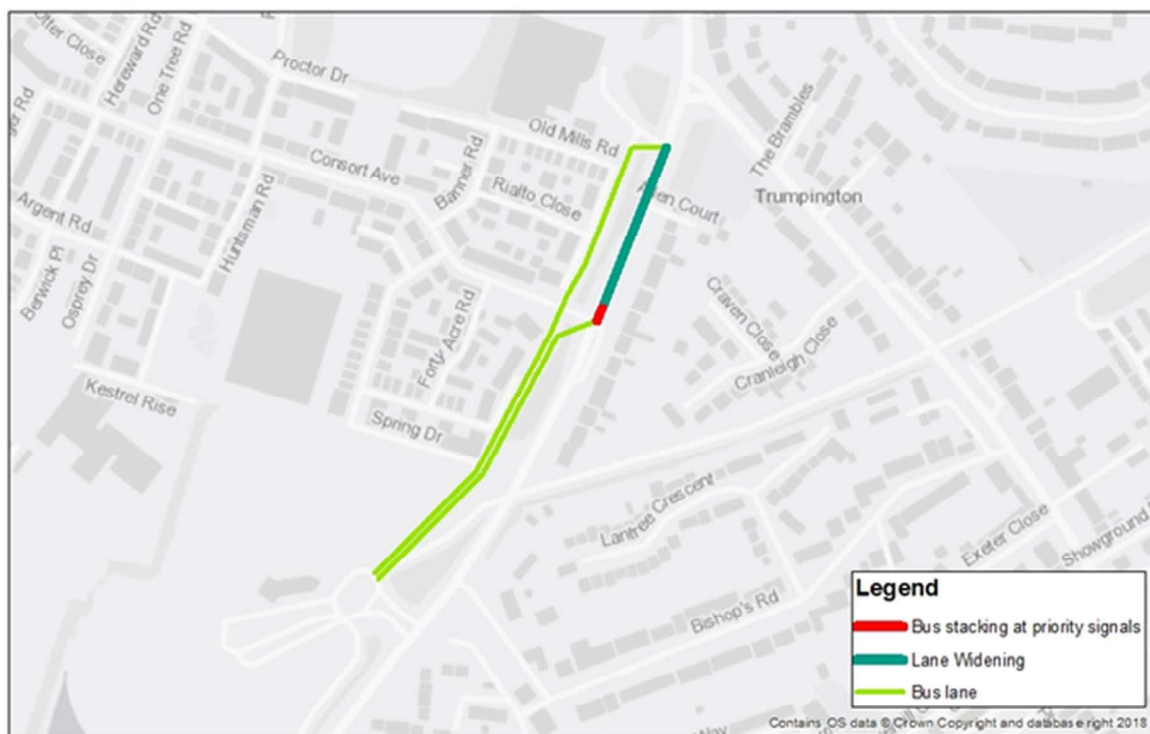 Otter Close
Hereward Rd
One Tree Rd
Proctor Dr
Old Mills Rd
The Brambles
Consort Ave
Banner Rd
Rialto Close
Trumpington
Argent Rd
Huntsman Rd
Berwick Pl
Osprey Dr
Craven Close
Forty Acre Rd
Cranleigh Close
Kestrel Rise
Spring Dr
Lantree Crescent
Exeter Close
Bishop's Rd
Legend
Bus stacking at priority signals
Lane Widening
Bus lane
Contains OS data © Crown Copyright and database right 2018